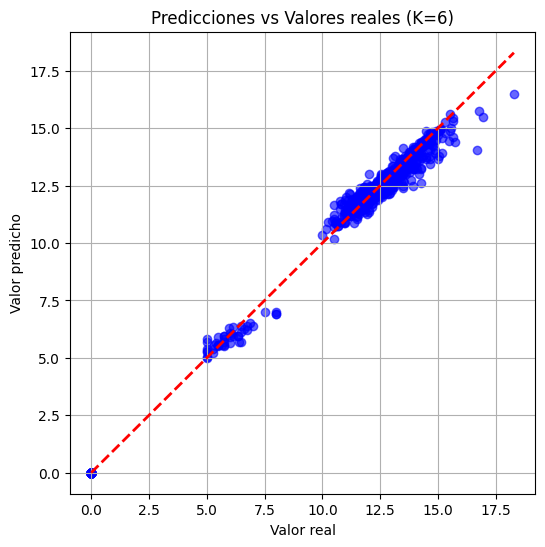 Predicciones vs Valores reales (K=6)
17.5
15.0
12.5
10.0
7.5
5.0
2.5
0.0
Valor predicho
0.0 2.5 5.0 7.5 10.0 12.5 15.0 17.5
Valor real